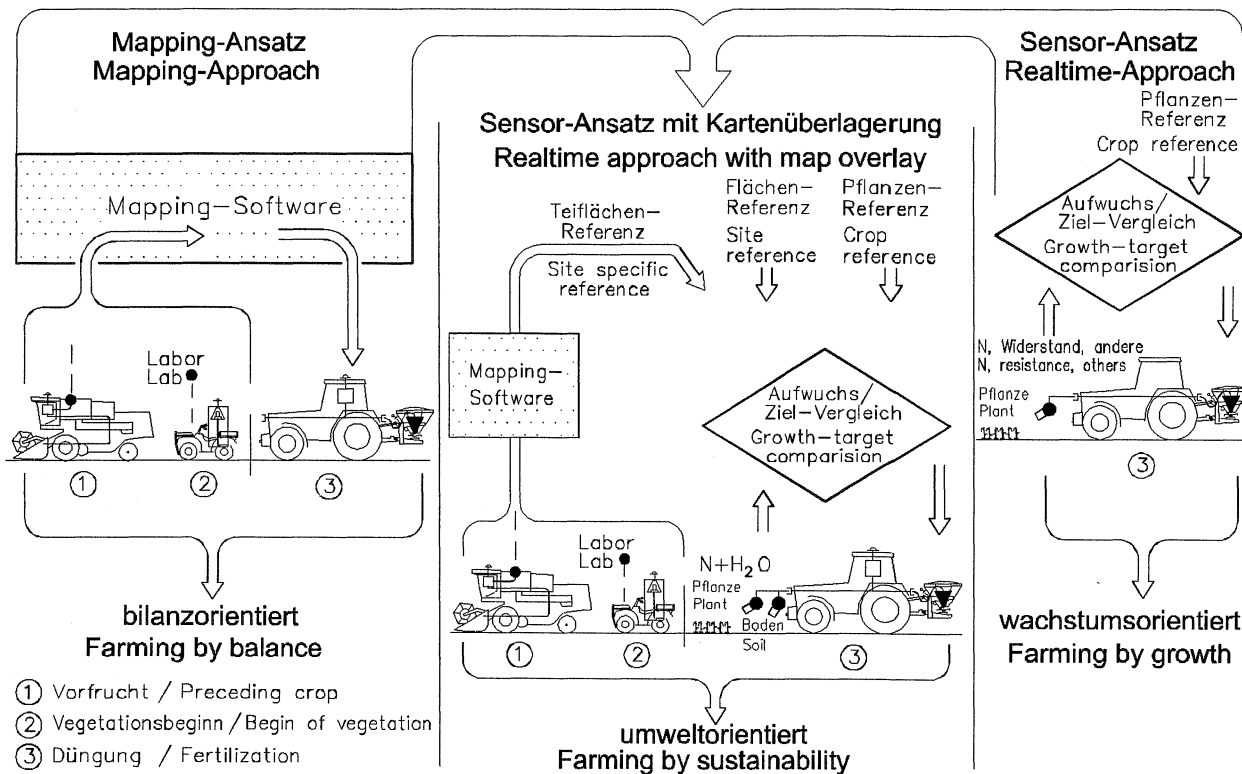 Mapping-Ansatz
Mapping-Approach
Mapping-Software
Labor
Lab
1
2
3
bilanzorientiert
Farming by balance
1 Vorfrucht / Preceding crop
2 Vegetationsbeginn / Begin of vegetation
3 Düngung / Fertilization
Sensor-Ansatz mit Kartenüberlagerung
Realtime approach with map overlay
Teiflächen-
Referenz
Site specific
reference
Flächen-
Referenz
Site
reference
Pflanzen-
Referenz
Crop
reference
Mapping-
Software
Aufwuchs/
Ziel-Vergleich
Growth-target
comparision
Labor
Lab
N+H2O
Pflanze
Plant
Boden
Soil
1
2
3
umweltorientiert
Farming by sustainability
Sensor-Ansatz
Realtime-Approach
Pflanzen-
Referenz
Crop reference
Aufwuchs/
Ziel-Vergleich
Growth-target
comparision
N, Widerstand, andere
N, resistance, others
Pflanze
Plant
3
wachstumsorientiert
Farming by growth